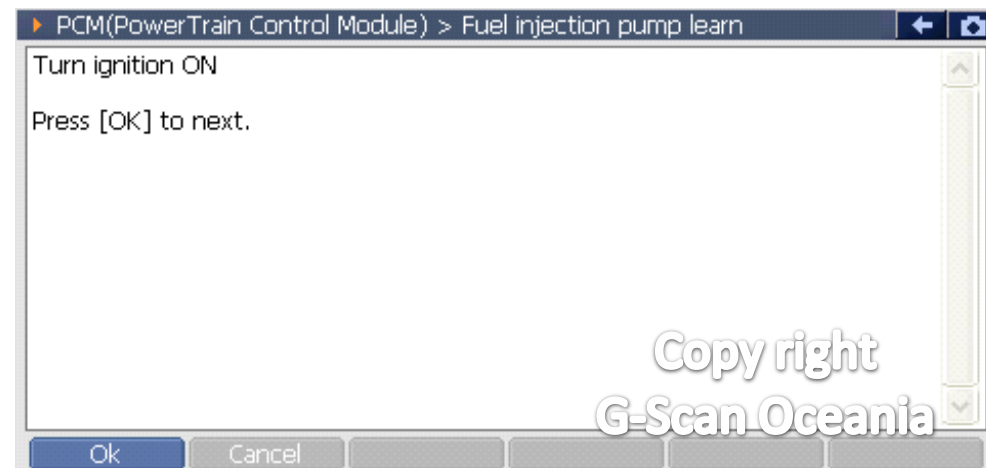 PCM(PowerTrain Control Module) > Fuel injection pump learn
Turn ignition ON
Press [OK] to next.
Copy right
G-Scan Oceania
Ok Cancel